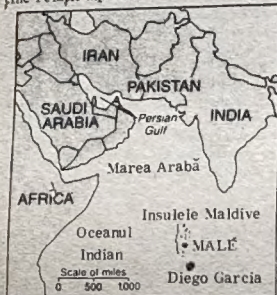 IRAN
PAKISTAN
SAUDI
ARABIA
Persian
Gulf
INDIA
Marea Arabă
AFRICA
Insulele Maldive
Oceanul
Indian
MALÉ
Scale of miles
0 500 1000
Diego Garcia